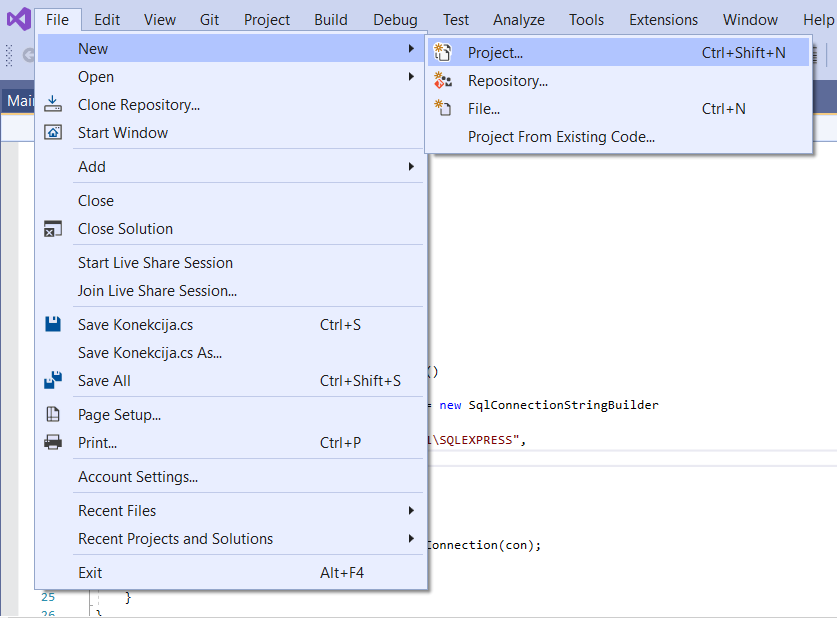 File Edit View Git Project Build Debug Test Analyze Tools Extensions Window Help
New
Project... Ctrl+Shift+N
Open
Repository...
Clone Repository...
File... Ctrl+N
Start Window
Project From Existing Code...
Add
Close
Close Solution
Start Live Share Session
Join Live Share Session...
Save Konekcija.cs Ctrl+S
Save Konekcija.cs As...
Save All Ctrl+Shift+S
Page Setup...
Print... Ctrl+P
Account Settings...
Recent Files
Recent Projects and Solutions
Exit Alt+F4
()
= new SqlConnectionStringBuilder
\SQLEXPRESS",
Connection(con);
25 }
26 }